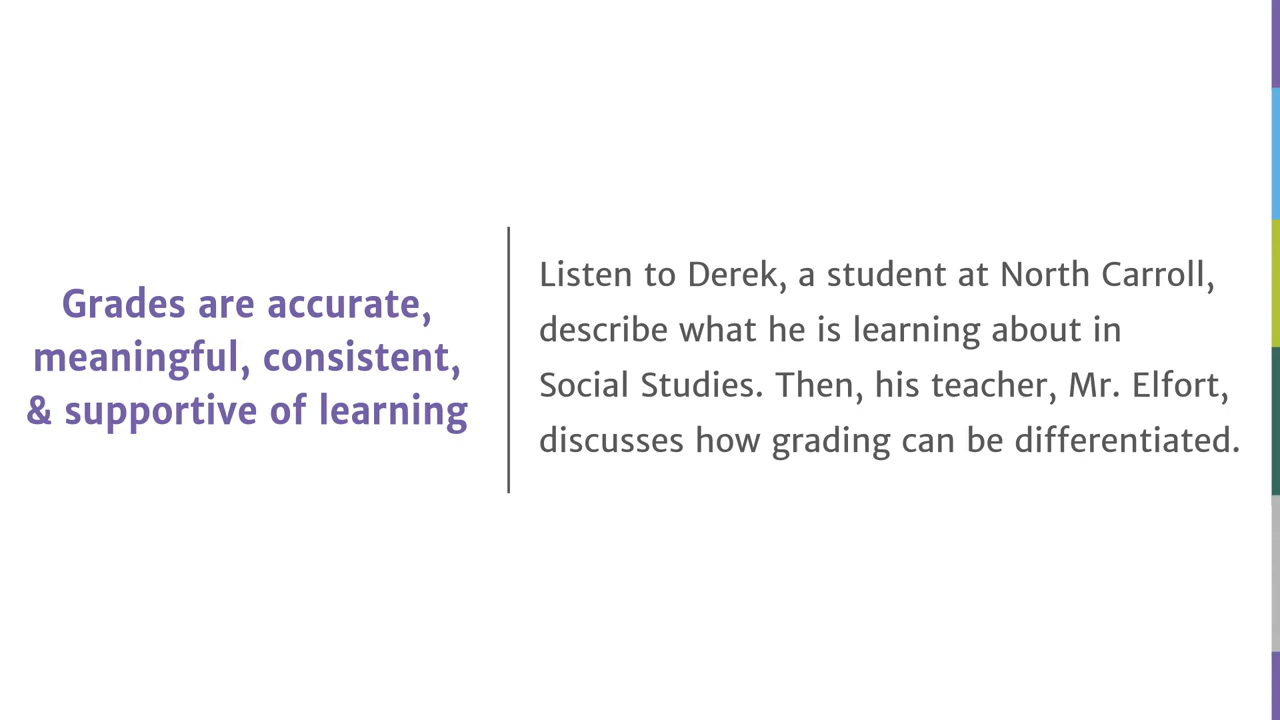 Grades are accurate,
meaningful, consistent,
& supportive of learning
Listen to Derek, a student at North Carroll,
describe what he is learning about in
Social Studies. Then, his teacher, Mr. Elfort,
discusses how grading can be differentiated.